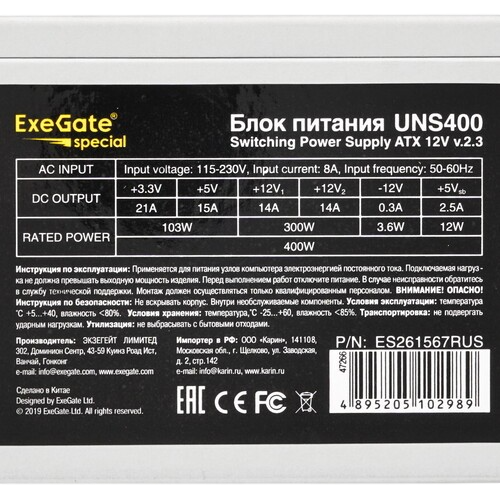 ExeGate®
special
Блок питания UNS400
Switching Power Supply ATX 12V v.2.3
AC INPUT Input voltage: 115-230V, Input current: 8A, Input frequency: 50-60Hz
DC OUTPUT +3.3V +5V +12V1 +12V2 -12V +5Vsb
21A 15A 14A 14A 0.3A 2.5A
RATED POWER 103W 300W 3.6W 12W
400W
Инструкция по эксплуатации: Применяется для питания узлов компьютера электроэнергией постоянного тока. Подключаемая нагруз-
ка не должна превышать выходную мощность изделия. Перед выполнением работ отключите питание. В случае неисправности обратитесь
в службу технической поддержки. Монтаж должен осуществляться только квалифицированным персоналом. ВНИМАНИЕ! ОПАСНО!
Инструкция по безопасности: Не вскрывать корпус. Внутри необслуживаемые компоненты. Условия эксплуатации: температура
°C +5...+40, влажность <80%. Условия хранения: температура °C -25...+60, влажность <85%. Транспортировка: не подвергать
ударным нагрузкам. Утилизация: не выбрасывать с бытовыми отходами.
Производитель: ЭКЗЕГЕЙТ ЛИМИТЕД
302, Доминион Сентр, 43-59 Куинз Роад Ист,
Ванчай, Гонконг
e-mail: info@exegate.com
www.exegate.com
Импортер в РФ: ООО «Карин», 141108,
Московская обл., г. Щелково, ул. Заводская,
д. 2, стр. 142
e-mail: info@karin.ru, www.karin.ru
P/N: ES261567RUS
47266
4 895205 102989
Сделано в Китае
Designed by ExeGate Ltd.
© 2019 ExeGate Ltd. All rights reserved.
EAC CE FC